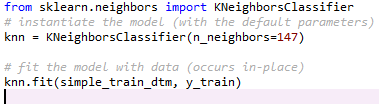 from sklearn.neighbors import KNeighborsClassifier
# instantiate the model (with the default parameters)
knn = KNeighborsClassifier(n_neighbors=147)
# fit the model with data (occurs in-place)
knn.fit(simple_train_dtm, y_train)